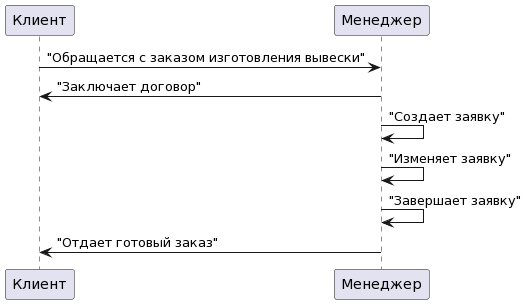 Клиент
Менеджер
"Обращается с заказом изготовления вывески"
"Заключает договор"
"Создает заявку"
"Изменяет заявку"
"Завершает заявку"
"Отдает готовый заказ"
Клиент
Менеджер